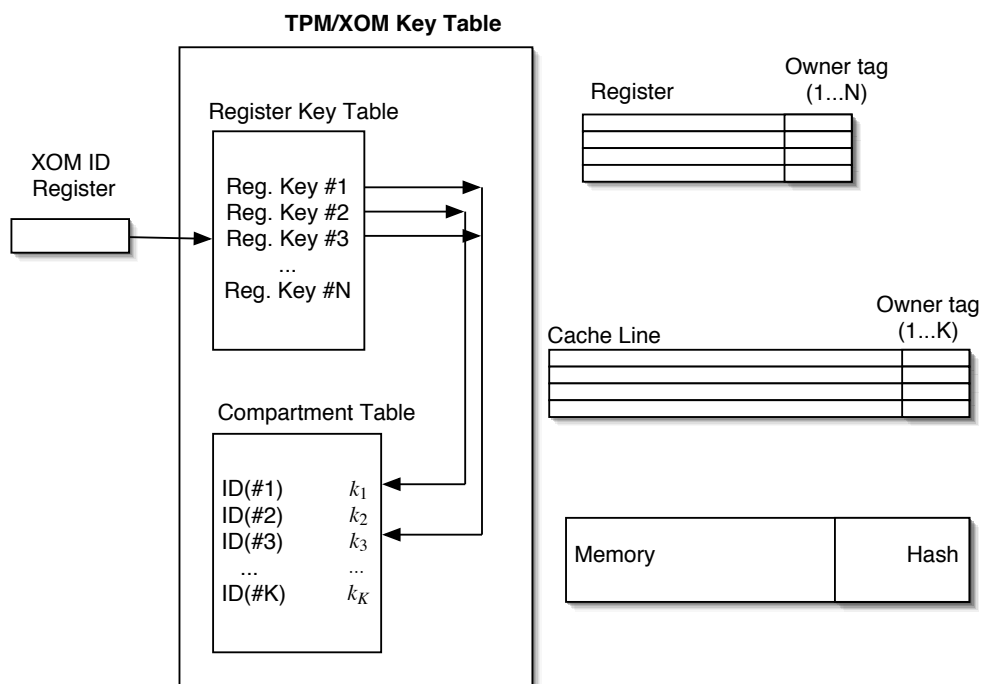 TPM/XOM Key Table
XOM ID
Register
Register Key Table
Reg. Key #1
Reg. Key #2
Reg. Key #3
...
Reg. Key #N
Compartment Table
ID(#1) k₁
ID(#2) k₂
ID(#3) k₃
... ...
ID(#K) k_K
Register
Owner tag
(1...N)
Cache Line
Owner tag
(1...K)
Memory
Hash